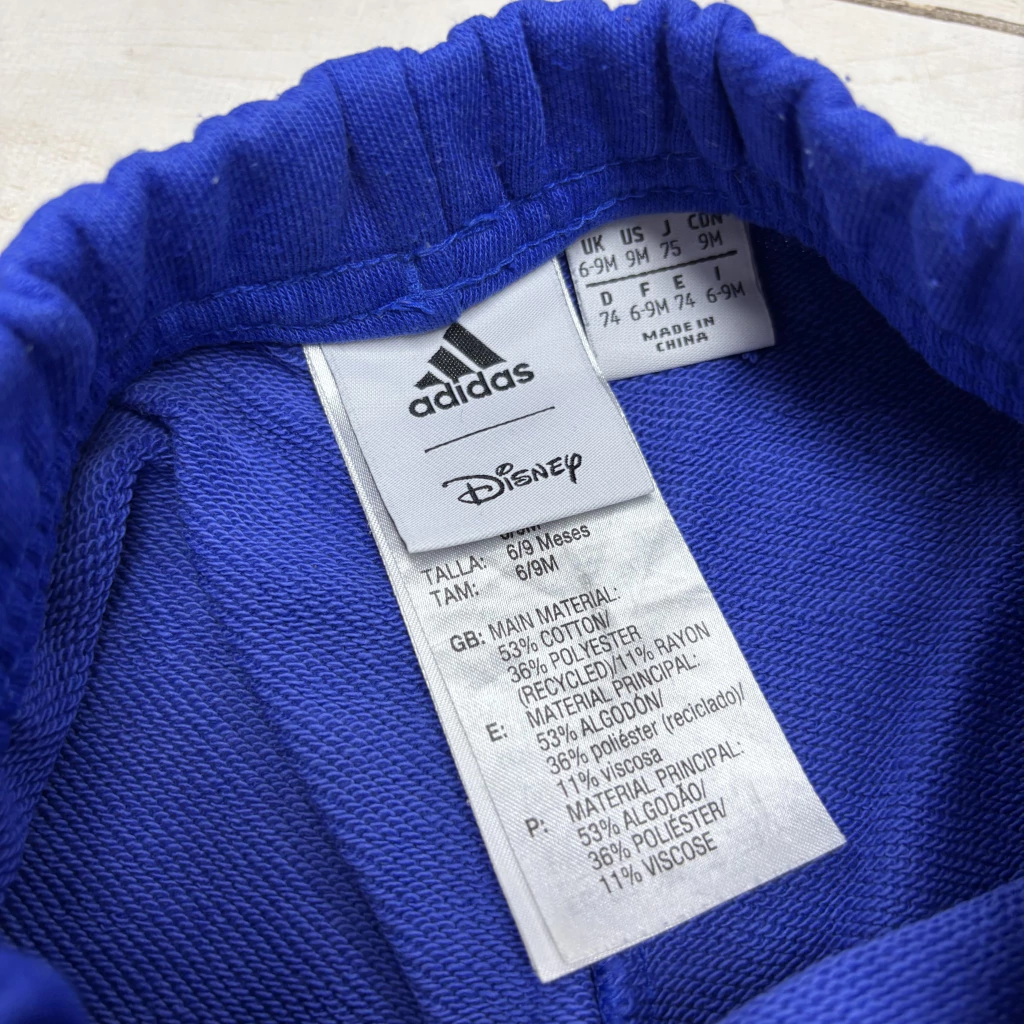 UK US J CDN
6-9M 9M 75 9M
D F E I
74 6-9M 74 6-9M
MADE IN
CHINA
adidas
Disney
6/9 Meses
TALLA: 6/9M
TAM:
GB: MAIN MATERIAL:
53% COTTON/
36% POLYESTER
(RECYCLED)/11% RAYON
E: MATERIAL PRINCIPAL:
53% ALGODÓN/
36% poliéster (reciclado)/
11% viscosa
P: MATERIAL PRINCIPAL:
53% ALGODÃO/
36% POLIÉSTER/
11% VISCOSE